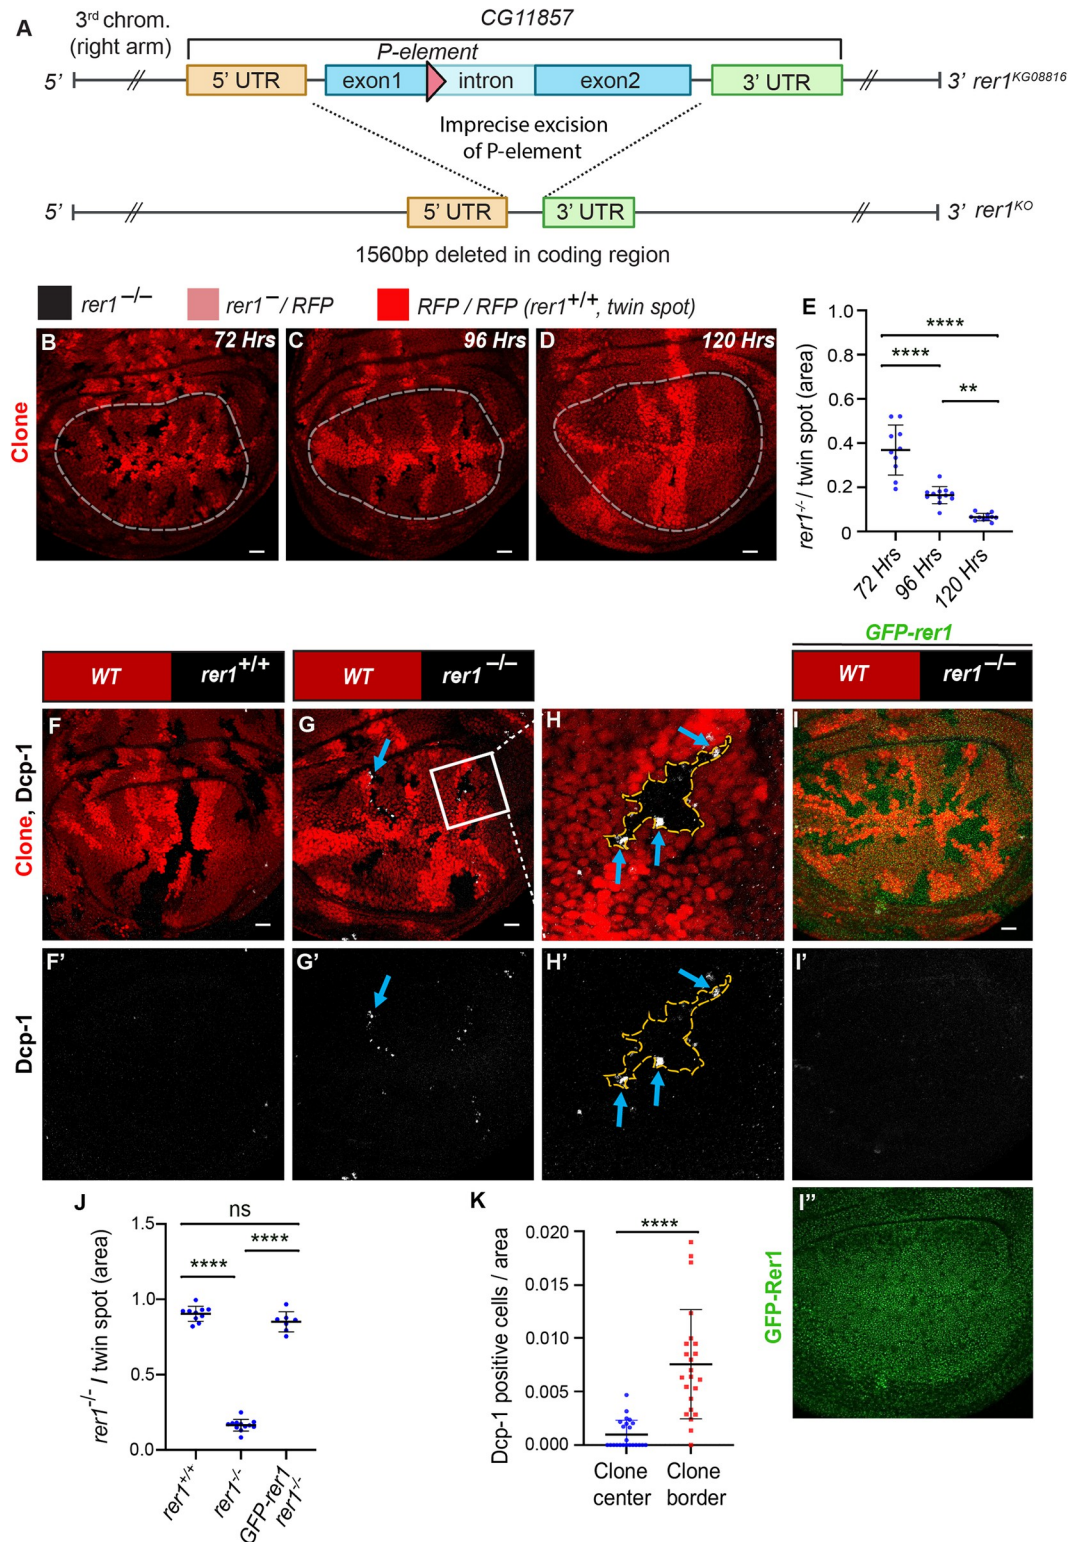 A
3rd chrom.
(right arm)
CG11857
P-element
5’
5’ UTR
exon1
intron
exon2
3’ UTR
3’ rer1KG08816
Imprecise excision
of P-element
5’
5’ UTR
3’ UTR
3’ rer1KO
1560bp deleted in coding region
rer1–/–
rer1–/ RFP
RFP / RFP (rer1+/+, twin spot)
Clone
B
72 Hrs
C
96 Hrs
D
120 Hrs
E
rer1-/-/ twin spot (area)
1.0
0.8
0.6
0.4
0.2
0
****
****
**
72 Hrs
96 Hrs
120 Hrs
WT
rer1+/+
WT
rer1–/–
GFP-rer1
WT
rer1–/–
Clone, Dcp-1
F
G
H
I
Dcp-1
F’
G’
H’
I’
J
rer1-/- / twin spot (area)
1.5
1.0
0.5
0.0
ns
****
****
rer1+/+
rer1-/-
GFP-rer1
rer1-/-
K
Dcp-1 positive cells / area
0.020
0.015
0.010
0.005
0.000
****
Clone
center
Clone
border
GFP-Rer1
I”